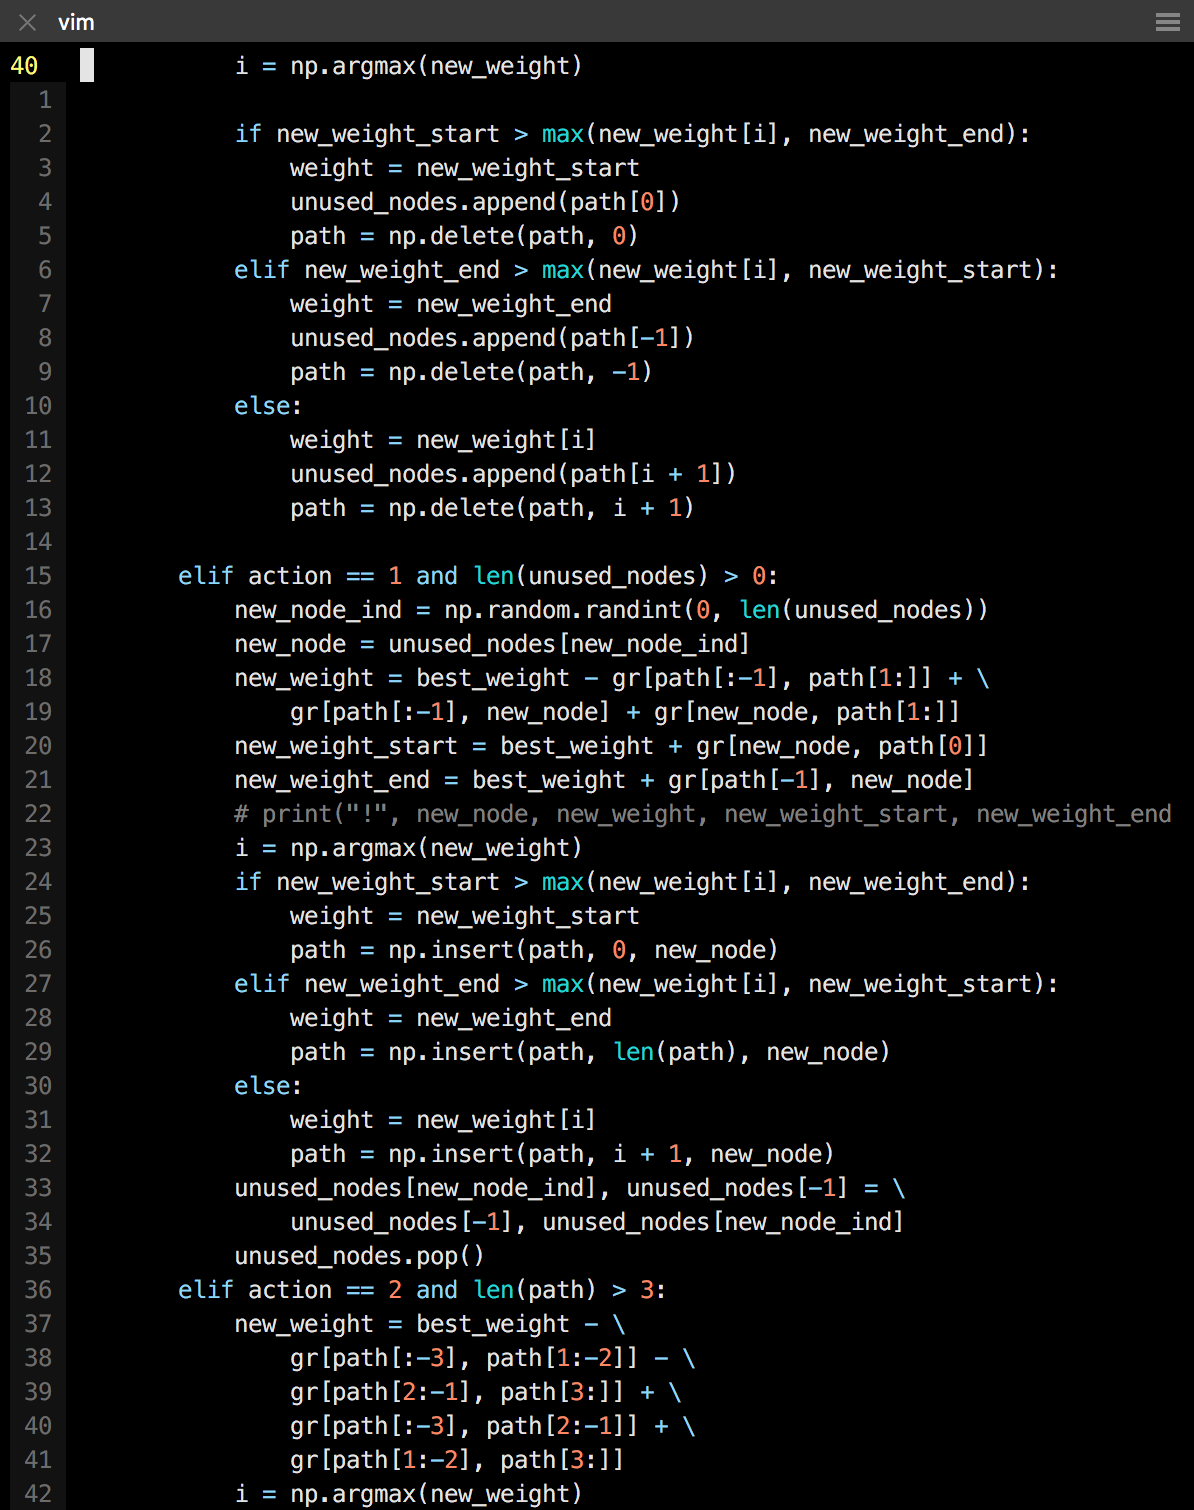 vim
40 i = np.argmax(new_weight)
1
2 if new_weight_start > max(new_weight[i], new_weight_end):
3 weight = new_weight_start
4 unused_nodes.append(path[0])
5 path = np.delete(path, 0)
6 elif new_weight_end > max(new_weight[i], new_weight_start):
7 weight = new_weight_end
8 unused_nodes.append(path[-1])
9 path = np.delete(path, -1)
10 else:
11 weight = new_weight[i]
12 unused_nodes.append(path[i + 1])
13 path = np.delete(path, i + 1)
14
15 elif action == 1 and len(unused_nodes) > 0:
16 new_node_ind = np.random.randint(0, len(unused_nodes))
17 new_node = unused_nodes[new_node_ind]
18 new_weight = best_weight - gr[path[:-1], path[1:]] + \
19 gr[path[:-1], new_node] + gr[new_node, path[1:]]
20 new_weight_start = best_weight + gr[new_node, path[0]]
21 new_weight_end = best_weight + gr[path[-1], new_node]
22 # print("!", new_node, new_weight, new_weight_start, new_weight_end
23 i = np.argmax(new_weight)
24 if new_weight_start > max(new_weight[i], new_weight_end):
25 weight = new_weight_start
26 path = np.insert(path, 0, new_node)
27 elif new_weight_end > max(new_weight[i], new_weight_start):
28 weight = new_weight_end
29 path = np.insert(path, len(path), new_node)
30 else:
31 weight = new_weight[i]
32 path = np.insert(path, i + 1, new_node)
33 unused_nodes[new_node_ind], unused_nodes[-1] = \
34 unused_nodes[-1], unused_nodes[new_node_ind]
35 unused_nodes.pop()
36 elif action == 2 and len(path) > 3:
37 new_weight = best_weight - \
38 gr[path[:-3], path[1:-2]] - \
39 gr[path[2:-1], path[3:]] + \
40 gr[path[:-3], path[2:-1]] + \
41 gr[path[1:-2], path[3:]]
42 i = np.argmax(new_weight)